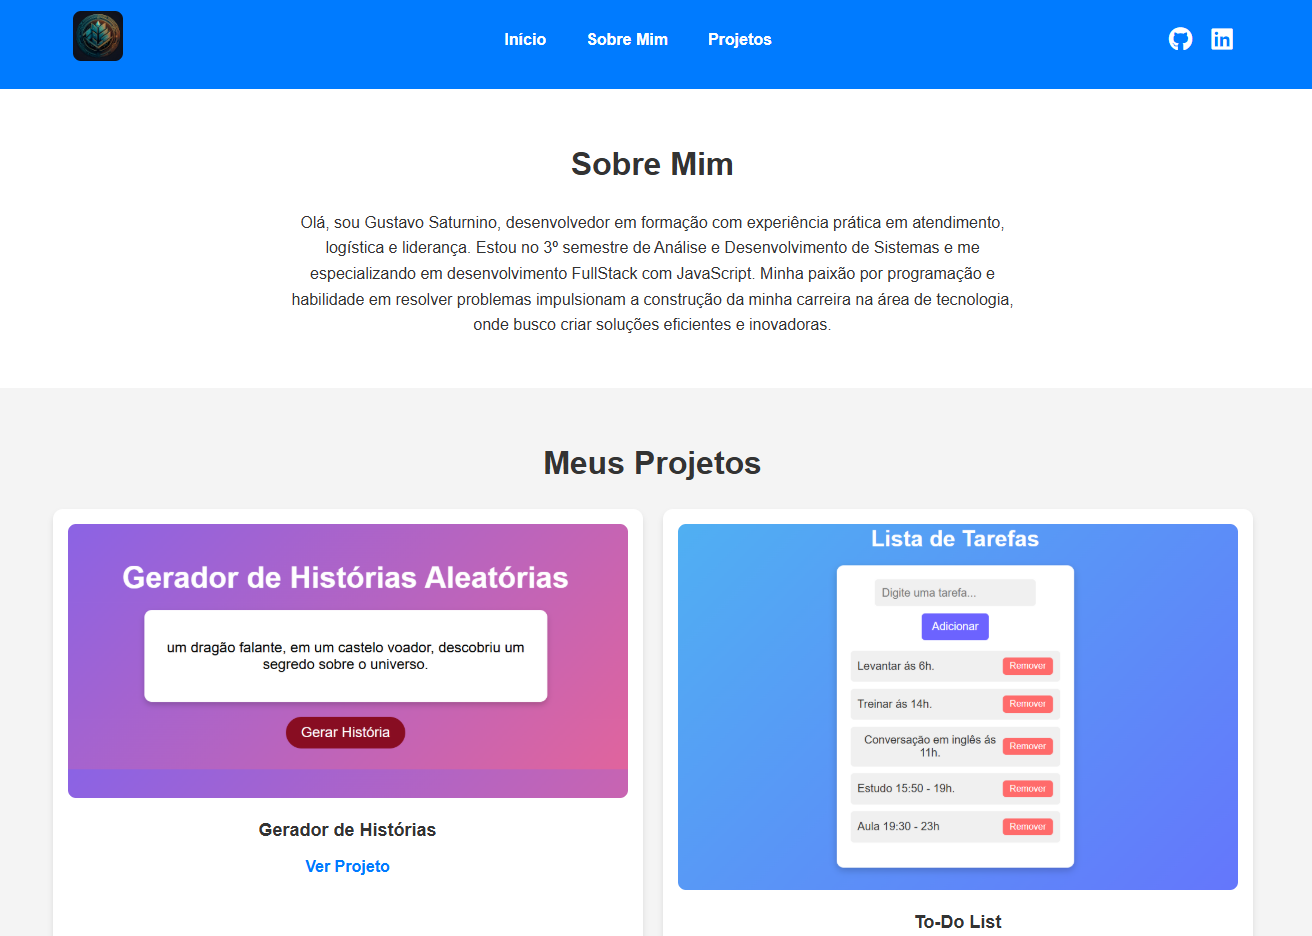 Início
Sobre Mim
Projetos
Sobre Mim
Olá, sou Gustavo Saturnino, desenvolvedor em formação com experiência prática em atendimento,
logística e liderança. Estou no 3º semestre de Análise e Desenvolvimento de Sistemas e me
especializando em desenvolvimento FullStack com JavaScript. Minha paixão por programação e
habilidade em resolver problemas impulsionam a construção da minha carreira na área de tecnologia,
onde busco criar soluções eficientes e inovadoras.
Meus Projetos
Gerador de Histórias Aleatórias
um dragão falante, em um castelo voador, descobriu um
segredo sobre o universo.
Gerar História
Gerador de Histórias
Ver Projeto
Lista de Tarefas
Digite uma tarefa...
Adicionar
Levantar ás 6h.
Remover
Treinar ás 14h.
Remover
Conversação em inglês ás
11h.
Remover
Estudo 15:50 - 19h.
Remover
Aula 19:30 - 23h
Remover
To-Do List